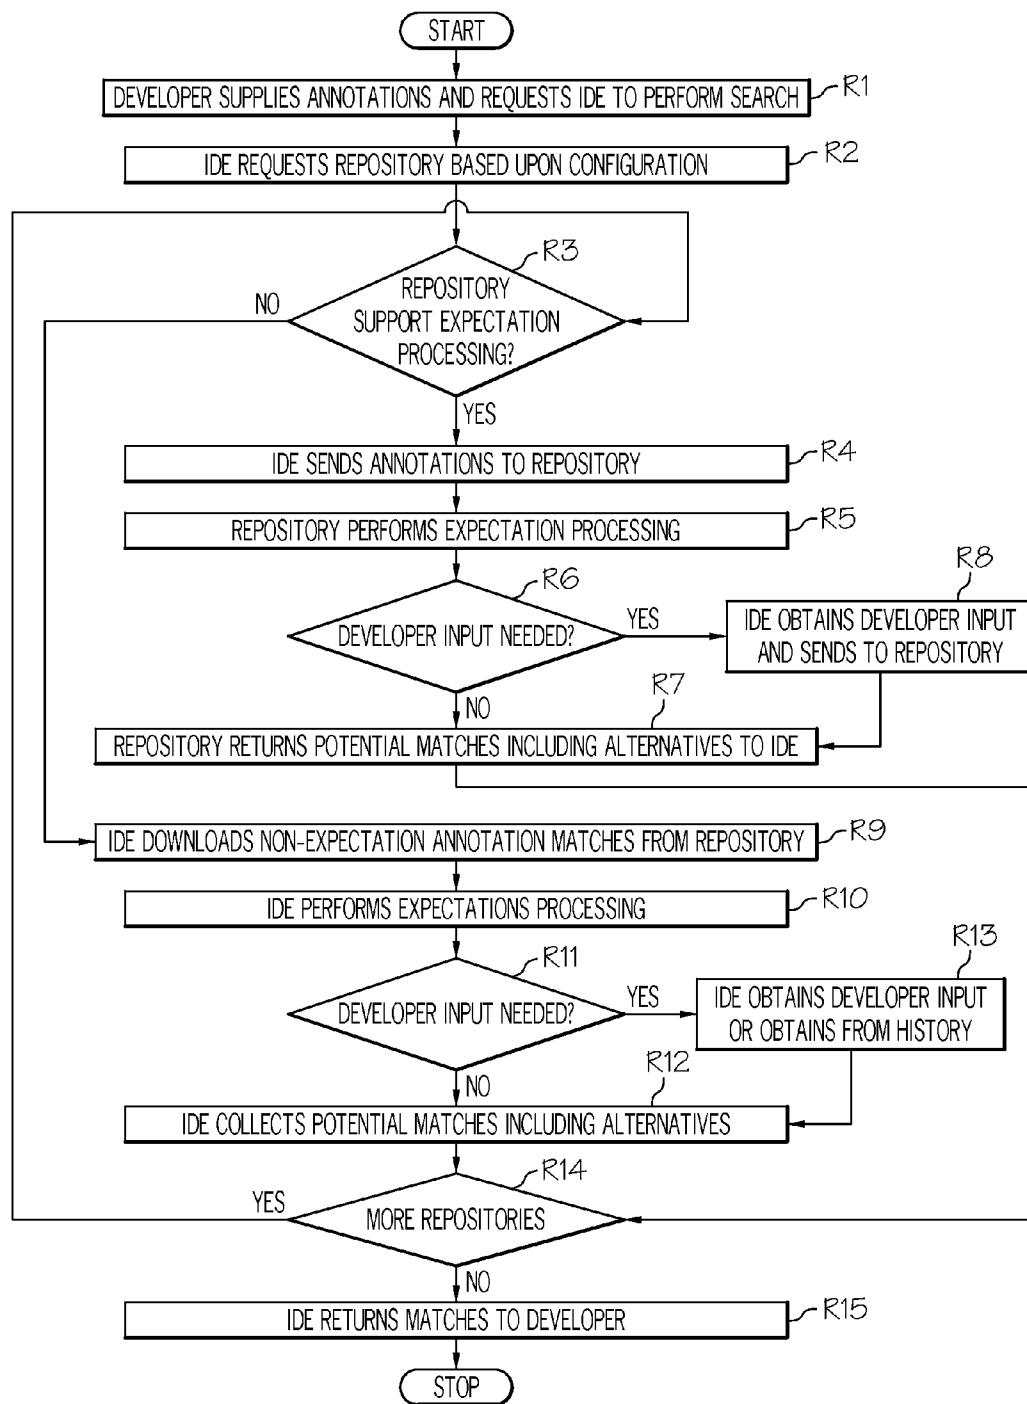 START
DEVELOPER SUPPLIES ANNOTATIONS AND REQUESTS IDE TO PERFORM SEARCH
R1
IDE REQUESTS REPOSITORY BASED UPON CONFIGURATION
R2
R3
REPOSITORY
SUPPORT EXPECTATION
PROCESSING?
NO
YES
IDE SENDS ANNOTATIONS TO REPOSITORY
R4
REPOSITORY PERFORMS EXPECTATION PROCESSING
R5
R6
DEVELOPER INPUT NEEDED?
YES
R8
IDE OBTAINS DEVELOPER INPUT
AND SENDS TO REPOSITORY
NO
R7
REPOSITORY RETURNS POTENTIAL MATCHES INCLUDING ALTERNATIVES TO IDE
IDE DOWNLOADS NON-EXPECTATION ANNOTATION MATCHES FROM REPOSITORY
R9
IDE PERFORMS EXPECTATIONS PROCESSING
R10
R11
DEVELOPER INPUT NEEDED?
YES
R13
IDE OBTAINS DEVELOPER INPUT
OR OBTAINS FROM HISTORY
NO
R12
IDE COLLECTS POTENTIAL MATCHES INCLUDING ALTERNATIVES
R14
YES
MORE REPOSITORIES
NO
IDE RETURNS MATCHES TO DEVELOPER
R15
STOP